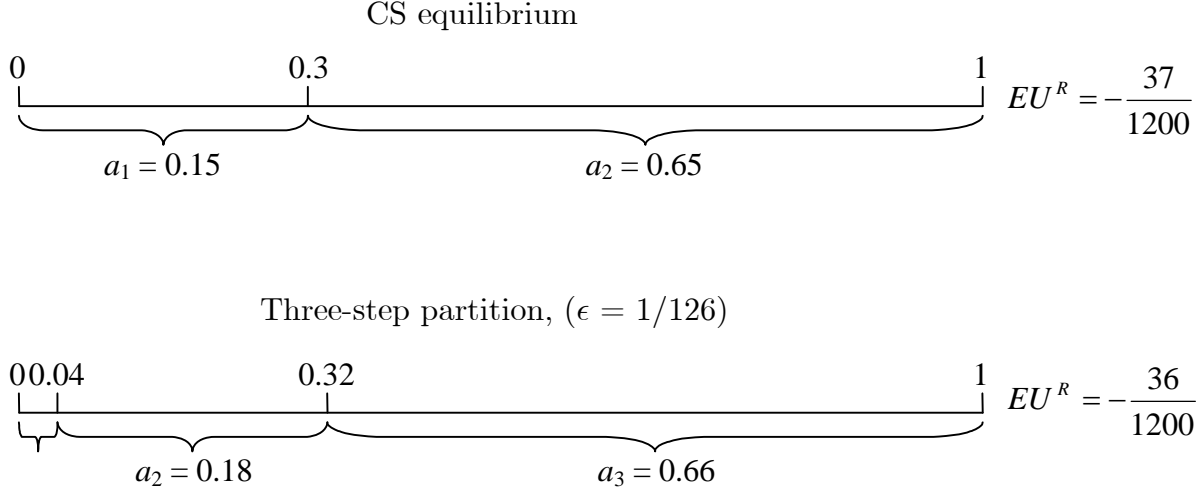 CS equilibrium
0 0.3 1
EU^R = −37/1200
a₁ = 0.15 a₂ = 0.65
Three-step partition, (ϵ = 1/126)
0 0.04 0.32 1
EU^R = −36/1200
a₂ = 0.18 a₃ = 0.66